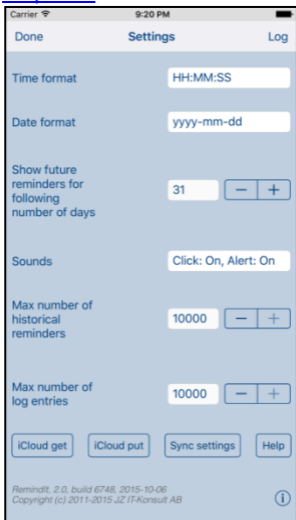 Carrier 9:20 PM
Done Settings Log
Time format HH:MM:SS
Date format yyyy-mm-dd
Show future
reminders for
following
number of days
31 − +
Sounds Click: On, Alert: On
Max number of
historical
reminders
10000 − +
Max number of
log entries
10000 − +
iCloud get iCloud put Sync settings Help
RemindIt, 2.0, build 6748, 2015-10-06
Copyright (c) 2011-2015 JZ IT-Konsult AB